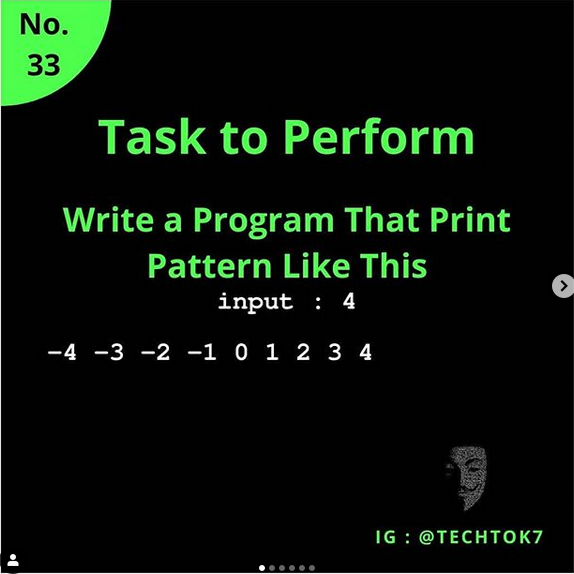 No.
33
Task to Perform
Write a Program That Print
Pattern Like This
input : 4
-4 -3 -2 -1 0 1 2 3 4
IG : @TECHTOK7